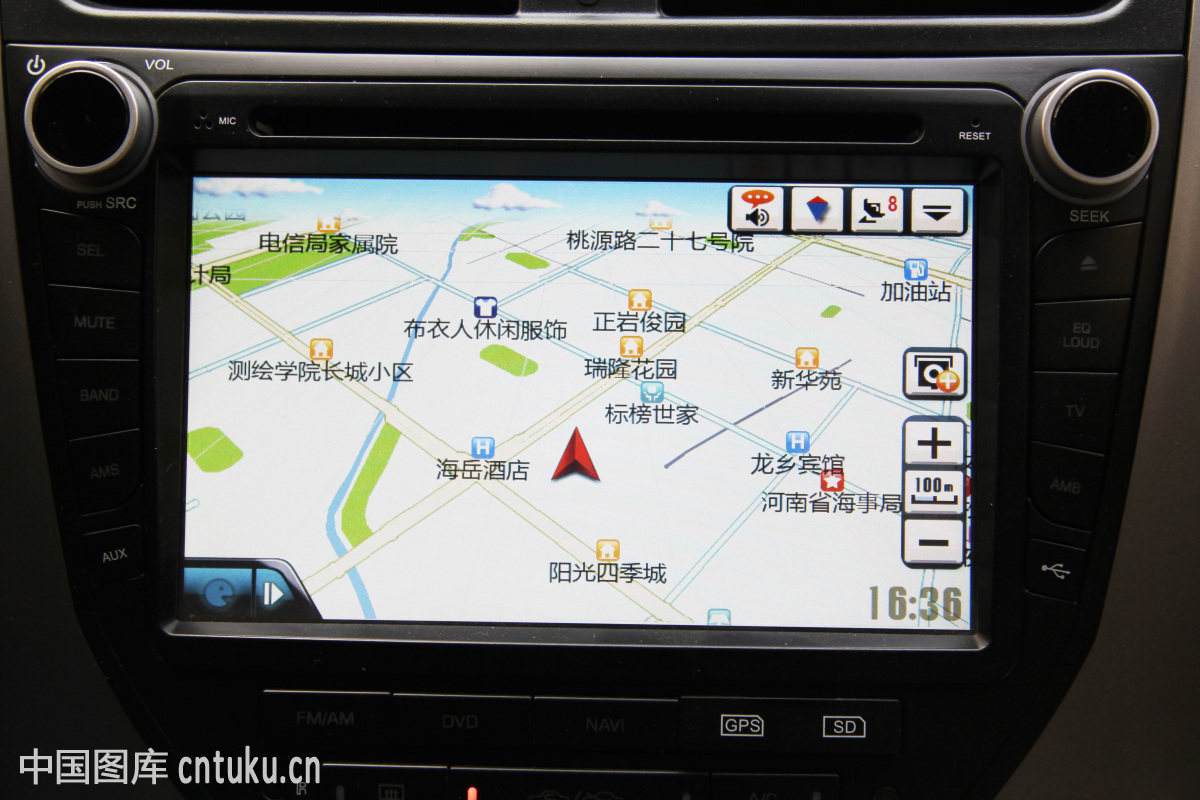 VOL
MIC
RESET
PUSH SRC
SEEK
SEL
MUTE
BAND
AMS
AUX
EQ
LOUD
TV
AMB
8
电信局家属院
桃源路二十七号院
计局
加油站
布衣人休闲服饰
正岩俊园
测绘学院长城小区
瑞隆花园
新华苑
标榜世家
H
海岳酒店
H
龙乡宾馆
河南省海事局
100m
阳光四季城
16:36
FM/AM
DVD
NAVI
GPS
SD
A/C
中国图库 cntuku.cn